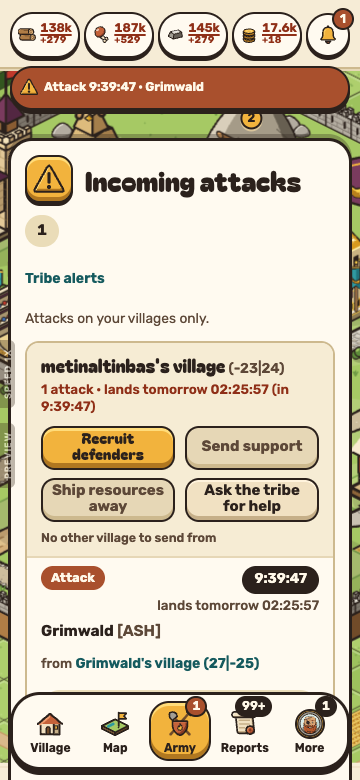 138k
+279
187k
+529
145k
+279
17.6k
+18
1
Attack 9:39:47 · Grimwald
2
Incoming attacks
1
Tribe alerts
Attacks on your villages only.
metinaltinbas's village (-23|24)
1 attack · lands tomorrow 02:25:57 (in
9:39:47)
Recruit
defenders
Send support
Ship resources
away
Ask the tribe
for help
No other village to send from
Attack
9:39:47
lands tomorrow 02:25:57
Grimwald [ASH]
from Grimwald's village (27|-25)
SPEED 1X
PREVIEW
Village
Map
1
Army
99+
Reports
1
More